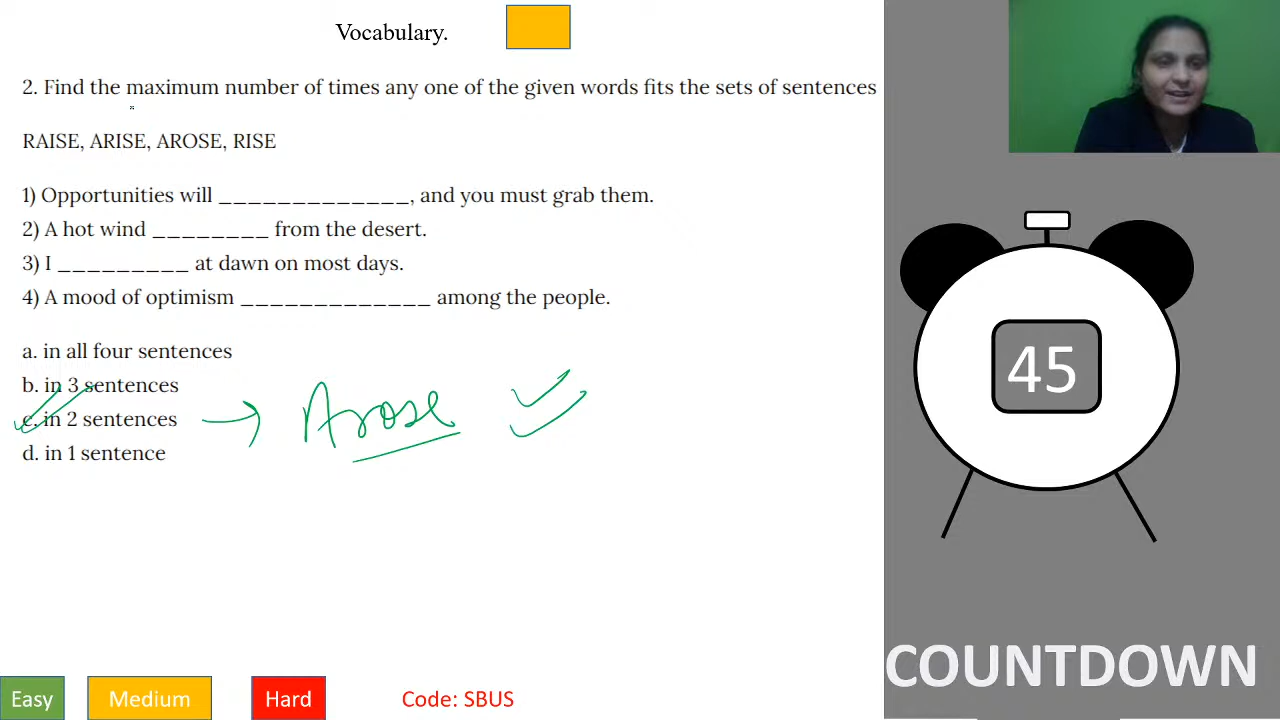 Vocabulary.
2. Find the maximum number of times any one of the given words fits the sets of sentences
RAISE, ARISE, AROSE, RISE
1) Opportunities will _____________, and you must grab them.
2) A hot wind ________ from the desert.
3) I _________ at dawn on most days.
4) A mood of optimism _____________ among the people.
a. in all four sentences
b. in 3 sentences
c. in 2 sentences
Arose
d. in 1 sentence
45
COUNTDOWN
Easy
Medium
Hard
Code: SBUS